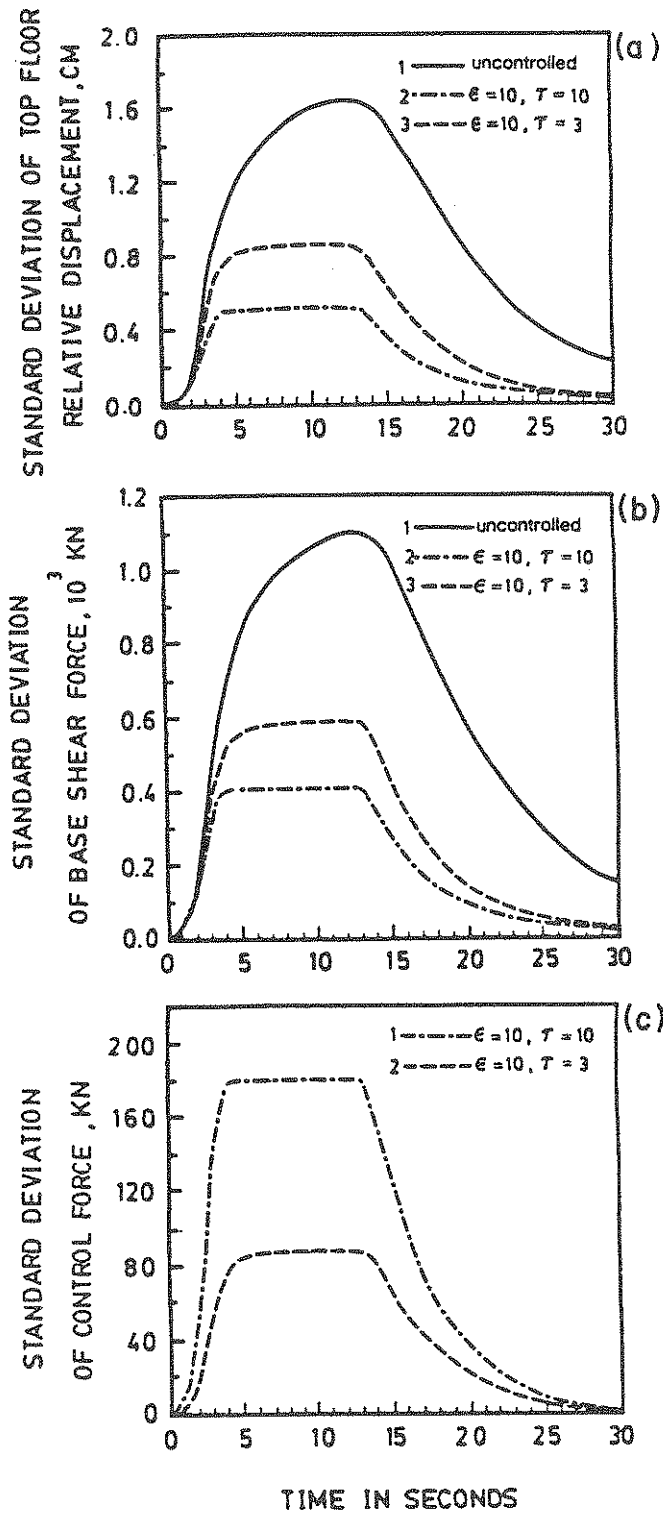 (a)
STANDARD DEVIATION OF TOP FLOOR
RELATIVE DISPLACEMENT,CM
2.0
1.6
1.2
0.8
0.4
0.0
1 uncontrolled
2 ϵ=10, τ=10
3 ϵ=10, τ=3
0 5 10 15 20 25 30
(b)
STANDARD DEVIATION
OF BASE SHEAR FORCE, 10³ KN
1.2
1.0
0.8
0.6
0.4
0.2
0.0
1 uncontrolled
2 ϵ=10, τ=10
3 ϵ=10, τ=3
0 5 10 15 20 25 30
(c)
STANDARD DEVIATION
OF CONTROL FORCE ,KN
200
160
120
80
40
0
1 ϵ=10, τ=10
2 ϵ=10, τ=3
0 5 10 15 20 25 30
TIME IN SECONDS